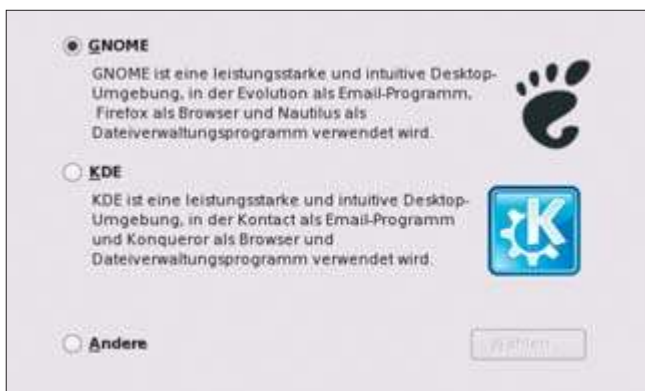 GNOME
GNOME ist eine leistungsstarke und intuitive Desktop-
Umgebung, in der Evolution als Email-Programm,
Firefox als Browser und Nautilus als
Dateiverwaltungsprogramm verwendet wird.
KDE
KDE ist eine leistungsstarke und intuitive Desktop-
Umgebung, in der Kontact als Email-Programm
und Konqueror als Browser und
Dateiverwaltungsprogramm verwendet wird.
K
Andere
Wählen...